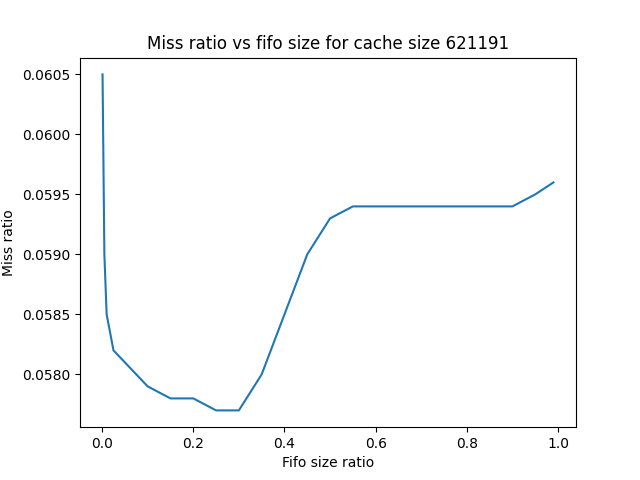 Miss ratio vs fifo size for cache size 621191
0.0605
0.0600
0.0595
0.0590
0.0585
0.0580
Miss ratio
0.0 0.2 0.4 0.6 0.8 1.0
Fifo size ratio